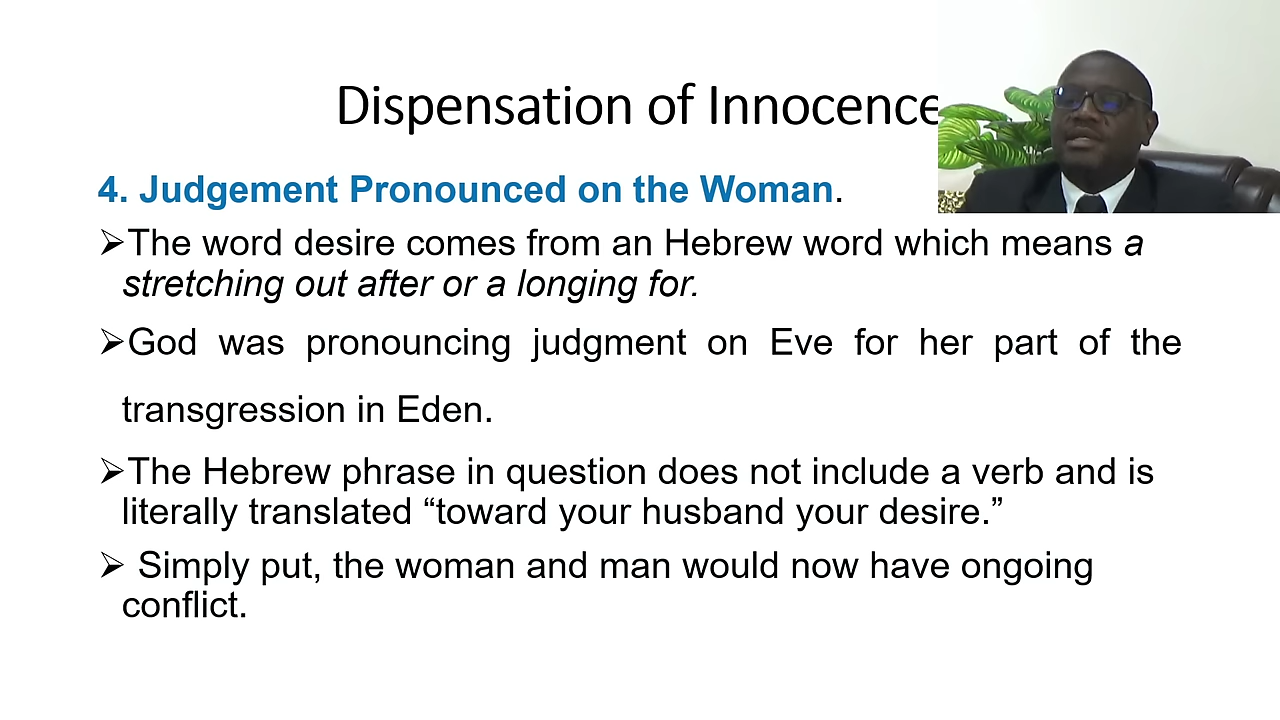 Dispensation of Innocence
4. Judgement Pronounced on the Woman.
➢The word desire comes from an Hebrew word which means a
stretching out after or a longing for.
➢God was pronouncing judgment on Eve for her part of the
transgression in Eden.
➢The Hebrew phrase in question does not include a verb and is
literally translated “toward your husband your desire.”
➢ Simply put, the woman and man would now have ongoing
conflict.